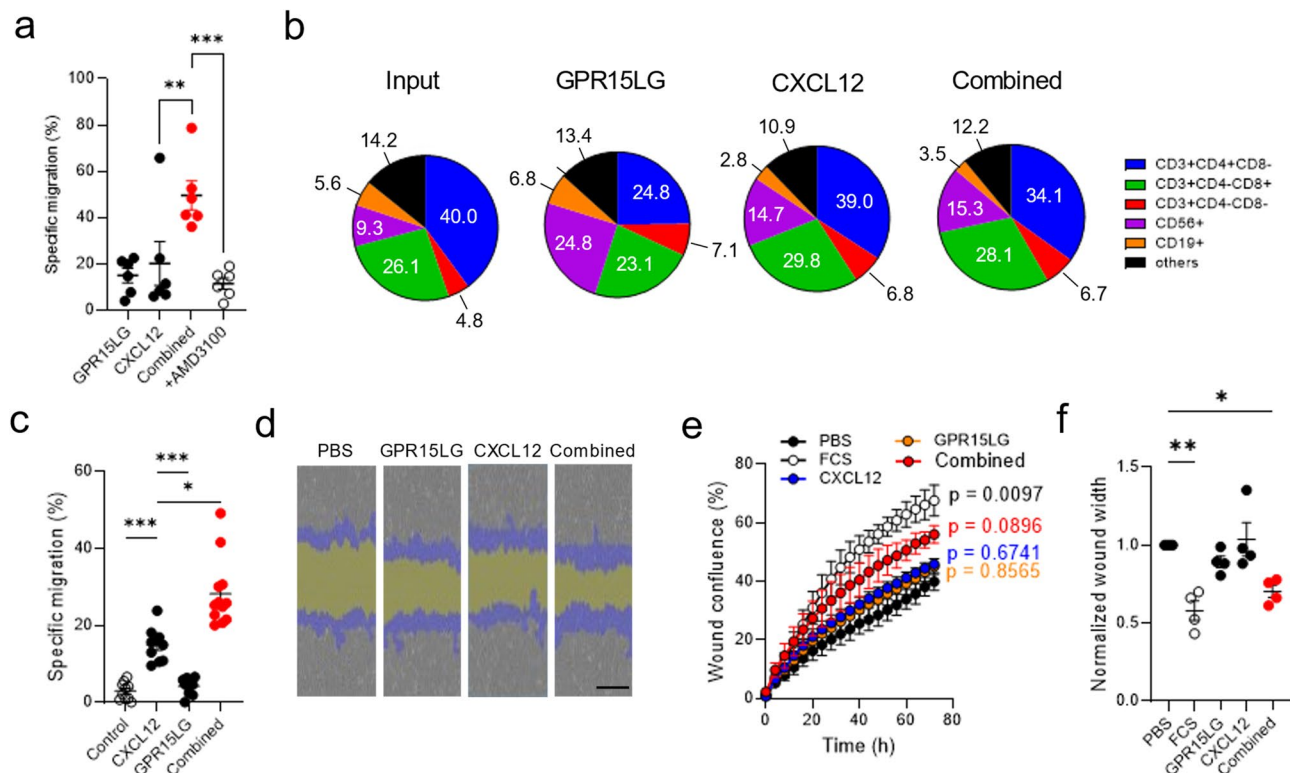 a
***
**
Specific migration (%)
100
80
60
40
20
0
GPR15LG
CXCL12
Combined
+AMD3100
b
Input
GPR15LG
CXCL12
Combined
14.2
5.6
9.3
40.0
26.1
4.8
13.4
6.8
24.8
24.8
23.1
7.1
10.9
2.8
14.7
39.0
29.8
6.8
12.2
3.5
15.3
34.1
28.1
6.7
CD3+CD4+CD8-
CD3+CD4-CD8+
CD3+CD4-CD8-
CD56+
CD19+
others
c
***
*
***
Specific migration (%)
60
40
20
0
Control
CXCL12
GPR15LG
Combined
d
PBS
GPR15LG
CXCL12
Combined
e
PBS
FCS
CXCL12
GPR15LG
Combined
Wound confluence (%)
80
60
40
20
0
p = 0.0097
p = 0.0896
p = 0.6741
p = 0.8565
0
20
40
60
80
Time (h)
f
*
**
Normalized wound width
1.5
1.0
0.5
0.0
PBS
FCS
GPR15LG
CXCL12
Combined